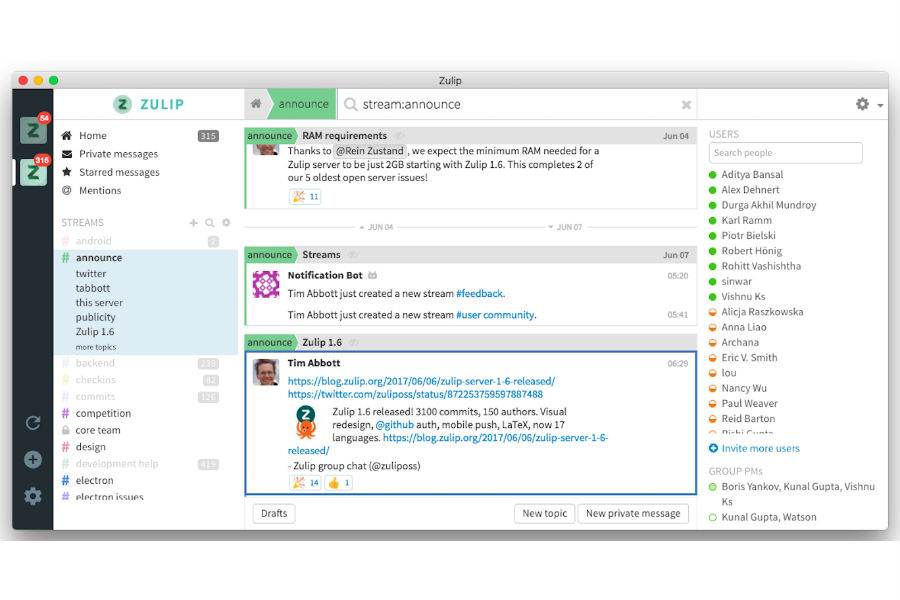 Zulip
54
316
ZULIP
Home 315
Private messages
Starred messages
Mentions
STREAMS
# android 2
# announce
twitter
tabbott
this server
publicity
Zulip 1.6
more topics
# backend 233
# checkins 42
# commits 126
# competition
core team
# design
# development help 419
# electron
# electron issues
announce
stream:announce
announce RAM requirements Jun 04
Thanks to @Rein Zustand , we expect the minimum RAM needed for a
Zulip server to be just 2GB starting with Zulip 1.6. This completes 2 of
our 5 oldest open server issues!
11
JUN 04 JUN 07
announce Streams Jun 07
Notification Bot 05:20
Tim Abbott just created a new stream #feedback.
Tim Abbott just created a new stream #user community. 05:41
announce Zulip 1.6
Tim Abbott 06:29
https://blog.zulip.org/2017/06/06/zulip-server-1-6-released/
https://twitter.com/zuliposs/status/872253759597887488
Zulip 1.6 released! 3100 commits, 150 authors. Visual
redesign, @github auth, mobile push, LaTeX, now 17
languages. https://blog.zulip.org/2017/06/06/zulip-server-1-6-
released/
- Zulip group chat (@zuliposs)
14 1
Drafts New topic New private message
USERS
Search people
Aditya Bansal
Alex Dehnert
Durga Akhil Mundroy
Karl Ramm
Piotr Bielski
Robert Hönig
Rohitt Vashishtha
sinwar
Vishnu Ks
Alicja Raszkowska
Anna Liao
Archana
Eric V. Smith
lou
Nancy Wu
Paul Weaver
Reid Barton
Rishi Gupta
Invite more users
GROUP PMs
Boris Yankov, Kunal Gupta, Vishnu
Ks
Kunal Gupta, Watson